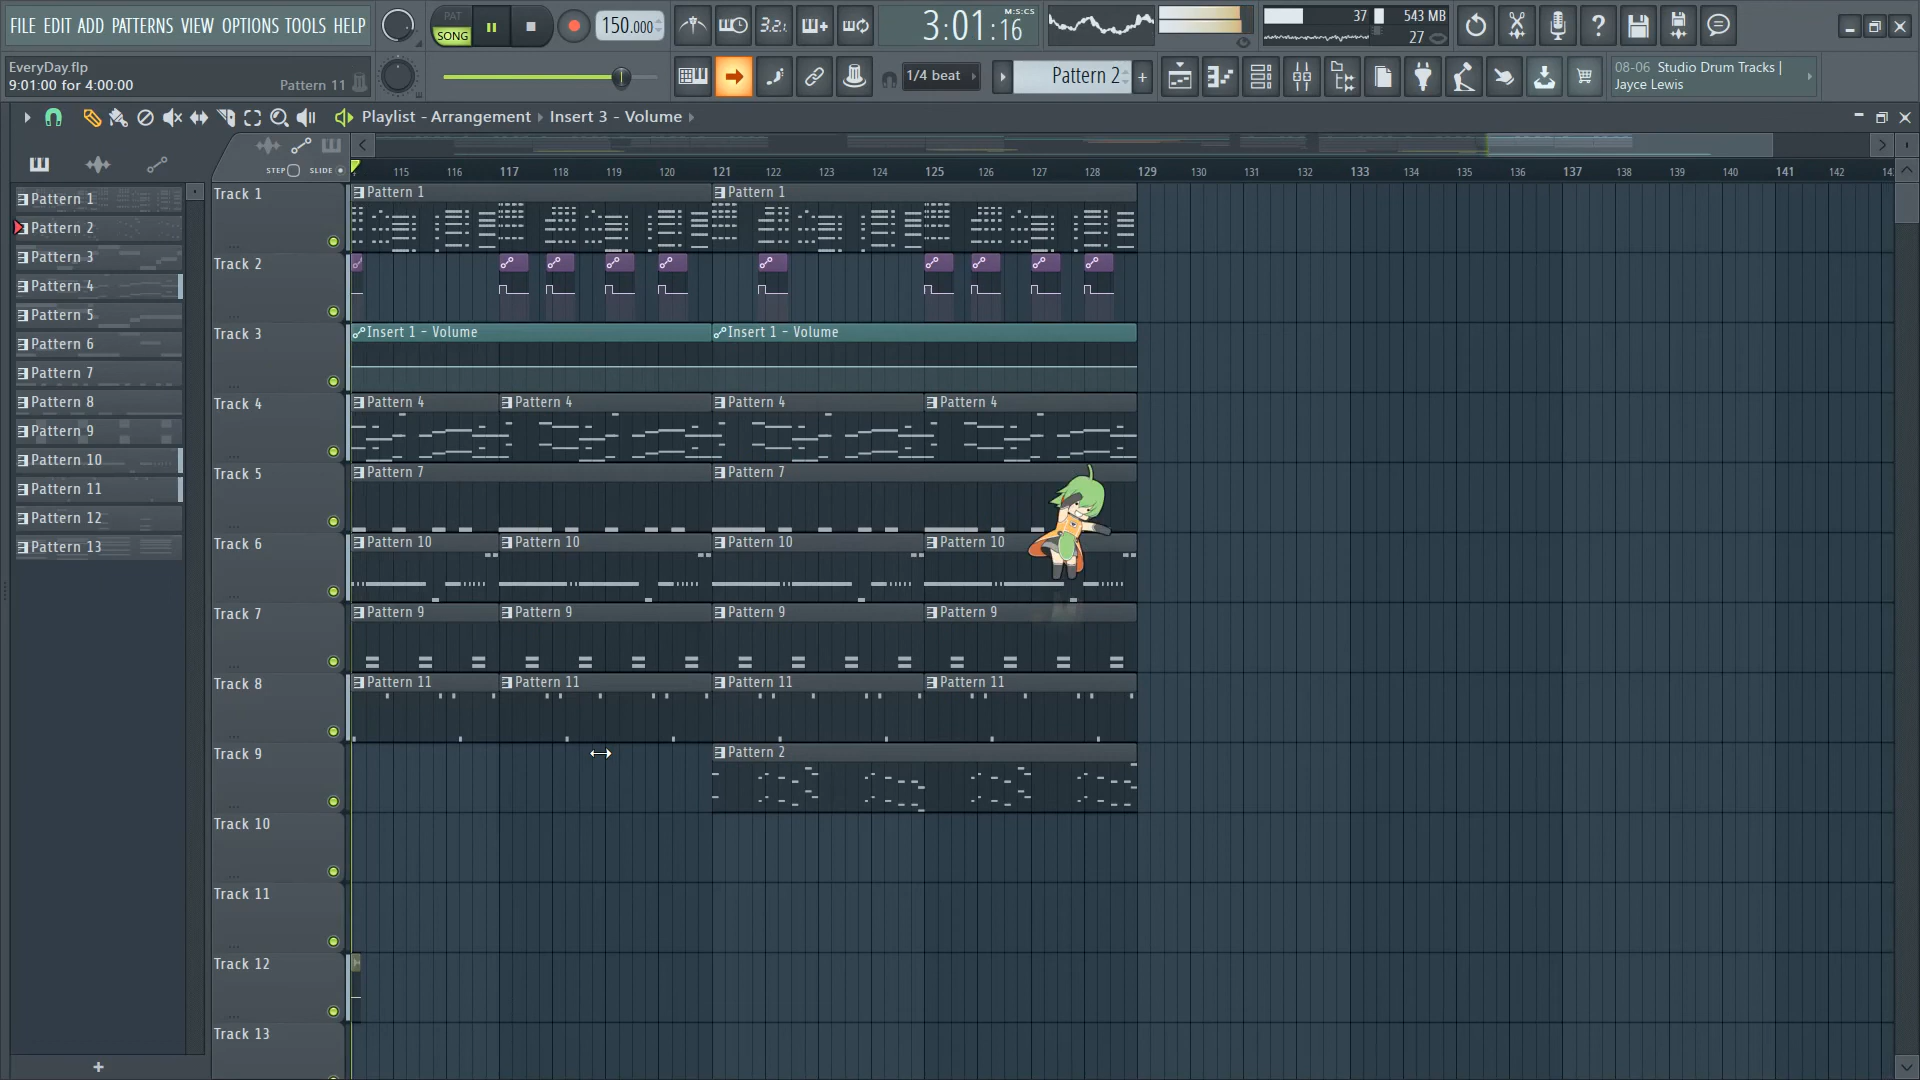 FILE EDIT ADD PATTERNS VIEW OPTIONS TOOLS HELP
PAT
SONG
150.000
3.2.1
3:01:16
M:S:CS
37
543 MB
27
EveryDay.flp
9:01:00 for 4:00:00
Pattern 11
1/4 beat
Pattern 2
+
08-06 Studio Drum Tracks |
Jayce Lewis
Playlist - Arrangement
Insert 3 - Volume
STEP
SLIDE
115 116 117 118 119 120 121 122 123 124 125 126 127 128 129 130 131 132 133 134 135 136 137 138 139 140 141 142
Pattern 1
Pattern 2
Pattern 3
Pattern 4
Pattern 5
Pattern 6
Pattern 7
Pattern 8
Pattern 9
Pattern 10
Pattern 11
Pattern 12
Pattern 13
+
Track 1
Pattern 1
Pattern 1
Track 2
Track 3
Insert 1 - Volume
Insert 1 - Volume
Track 4
Pattern 4
Pattern 4
Pattern 4
Pattern 4
Track 5
Pattern 7
Pattern 7
Track 6
Pattern 10
Pattern 10
Pattern 10
Pattern 10
Track 7
Pattern 9
Pattern 9
Pattern 9
Pattern 9
Track 8
Pattern 11
Pattern 11
Pattern 11
Pattern 11
Track 9
Pattern 2
Track 10
Track 11
Track 12
Track 13